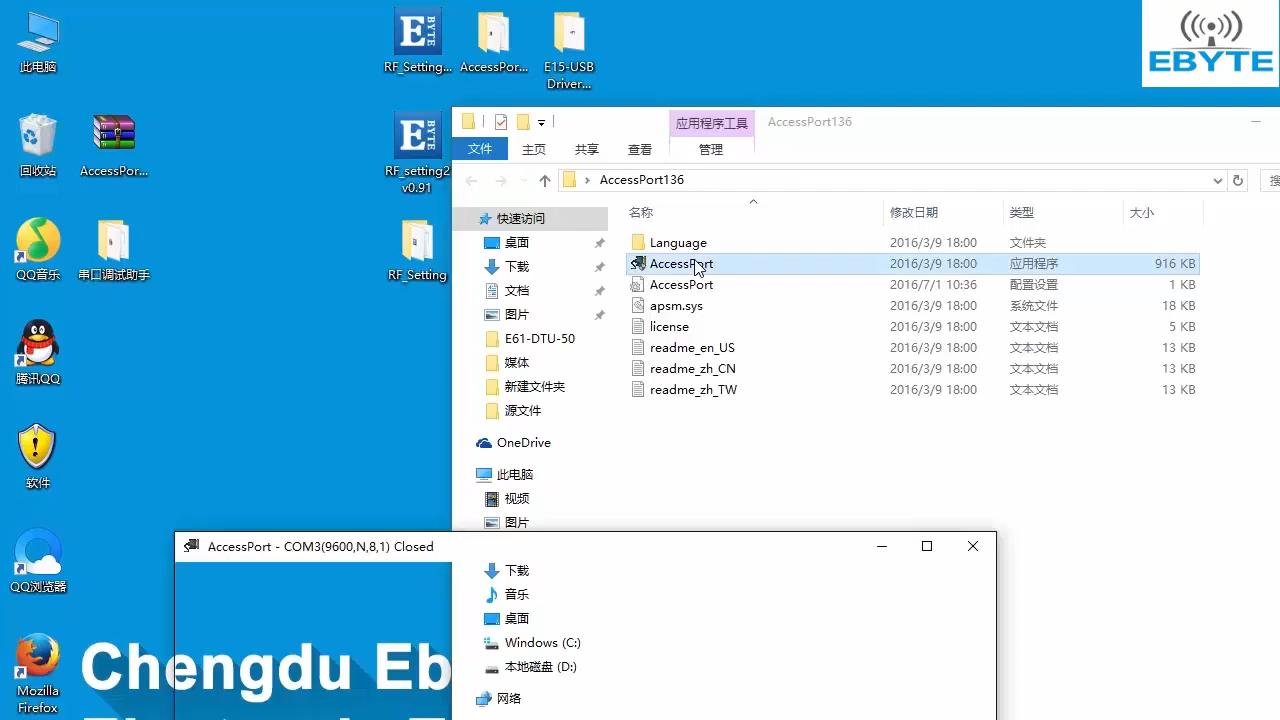 此电脑
RF_Setting...
AccessPor...
E15-USB
Driver...
EBYTE
EBYTE
EBYTE
回收站
AccessPor...
RF_setting2
v0.91
QQ音乐
串口调试助手
RF_Setting
腾讯QQ
软件
QQ浏览器
Mozilla
Firefox
应用程序工具
AccessPort136
文件
主页
共享
查看
管理
AccessPort136
搜
快速访问
名称
修改日期
类型
大小
桌面
Language
2016/3/9 18:00
文件夹
下载
AccessPort
2016/3/9 18:00
应用程序
916 KB
文档
AccessPort
2016/7/1 10:36
配置设置
1 KB
图片
apsm.sys
2016/3/9 18:00
系统文件
18 KB
E61-DTU-50
license
2016/3/9 18:00
文本文档
5 KB
媒体
readme_en_US
2016/3/9 18:00
文本文档
13 KB
新建文件夹
readme_zh_CN
2016/3/9 18:00
文本文档
13 KB
源文件
readme_zh_TW
2016/3/9 18:00
文本文档
13 KB
OneDrive
此电脑
视频
图片
AccessPort - COM3(9600,N,8,1) Closed
下载
音乐
桌面
Windows (C:)
本地磁盘 (D:)
网络
Chengdu Eb